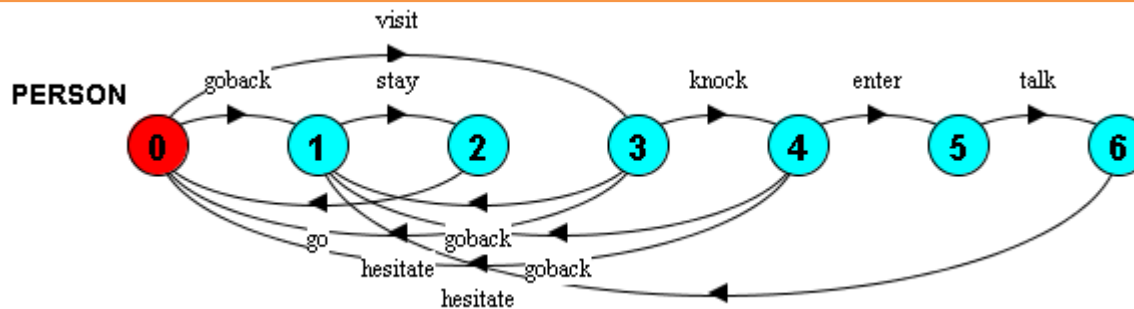 visit
goback stay knock enter talk
PERSON
0 1 2 3 4 5 6
go goback
hesitate goback
hesitate